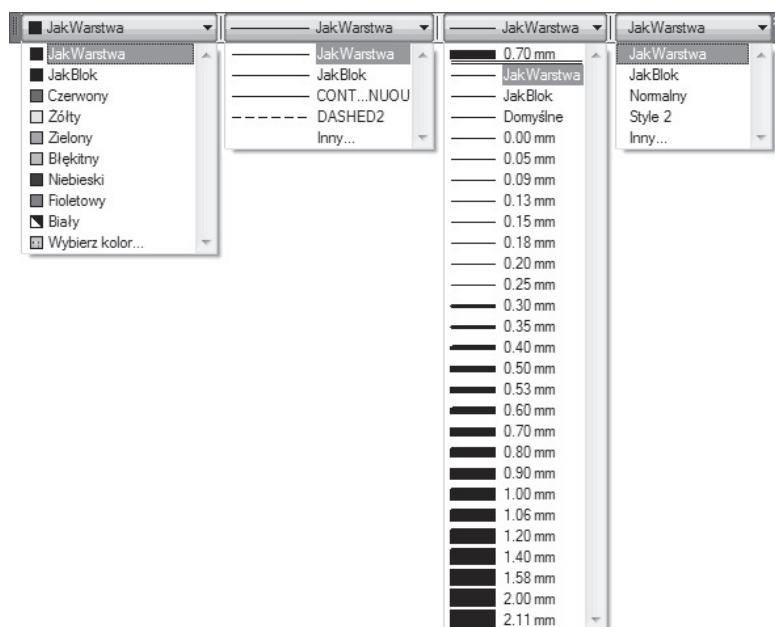 JakWarstwa
JakWarstwa
JakBlok
Czerwony
Żółty
Zielony
Błękitny
Niebieski
Fioletowy
Biały
Wybierz kolor...
JakWarstwa
JakWarstwa
JakBlok
CONT...NUOU
DASHED2
Inny...
JakWarstwa
0.70 mm
JakWarstwa
JakBlok
Domyślne
0.00 mm
0.05 mm
0.09 mm
0.13 mm
0.15 mm
0.18 mm
0.20 mm
0.25 mm
0.30 mm
0.35 mm
0.40 mm
0.50 mm
0.53 mm
0.60 mm
0.70 mm
0.80 mm
0.90 mm
1.00 mm
1.06 mm
1.20 mm
1.40 mm
1.58 mm
2.00 mm
2.11 mm
JakWarstwa
JakWarstwa
JakBlok
Normalny
Style 2
Inny...